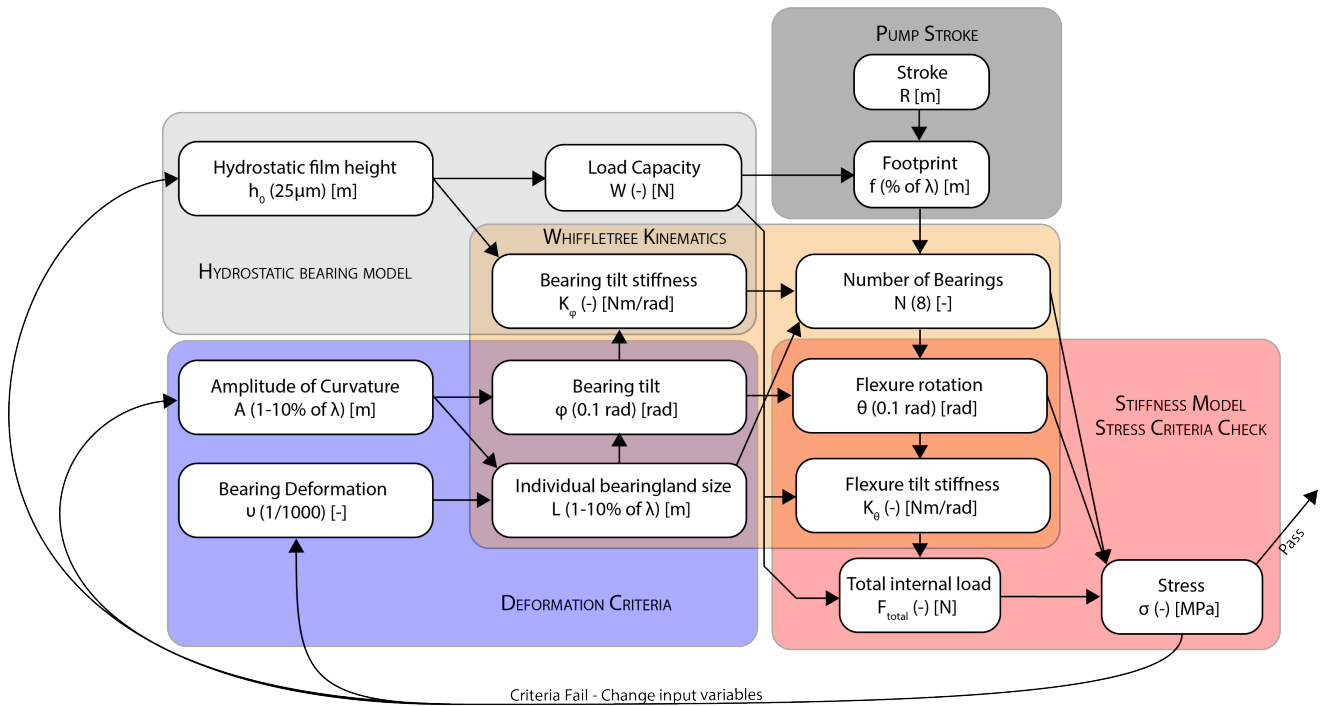 PUMP STROKE
Stroke
R [m]
Hydrostatic film height
h₀ (25μm) [m]
Load Capacity
W (-) [N]
Footprint
f (% of λ) [m]
WHIFFLETREE KINEMATICS
HYDROSTATIC BEARING MODEL
Bearing tilt stiffness
Kᵩ (-) [Nm/rad]
Number of Bearings
N (8) [-]
Amplitude of Curvature
A (1-10% of λ) [m]
Bearing tilt
φ (0.1 rad) [rad]
Flexure rotation
θ (0.1 rad) [rad]
STIFFNESS MODEL
STRESS CRITERIA CHECK
Bearing Deformation
υ (1/1000) [-]
Individual bearingland size
L (1-10% of λ) [m]
Flexure tilt stiffness
K_θ (-) [Nm/rad]
Pass
DEFORMATION CRITERIA
Total internal load
F_total (-) [N]
Stress
σ (-) [MPa]
Criteria Fail - Change input variables